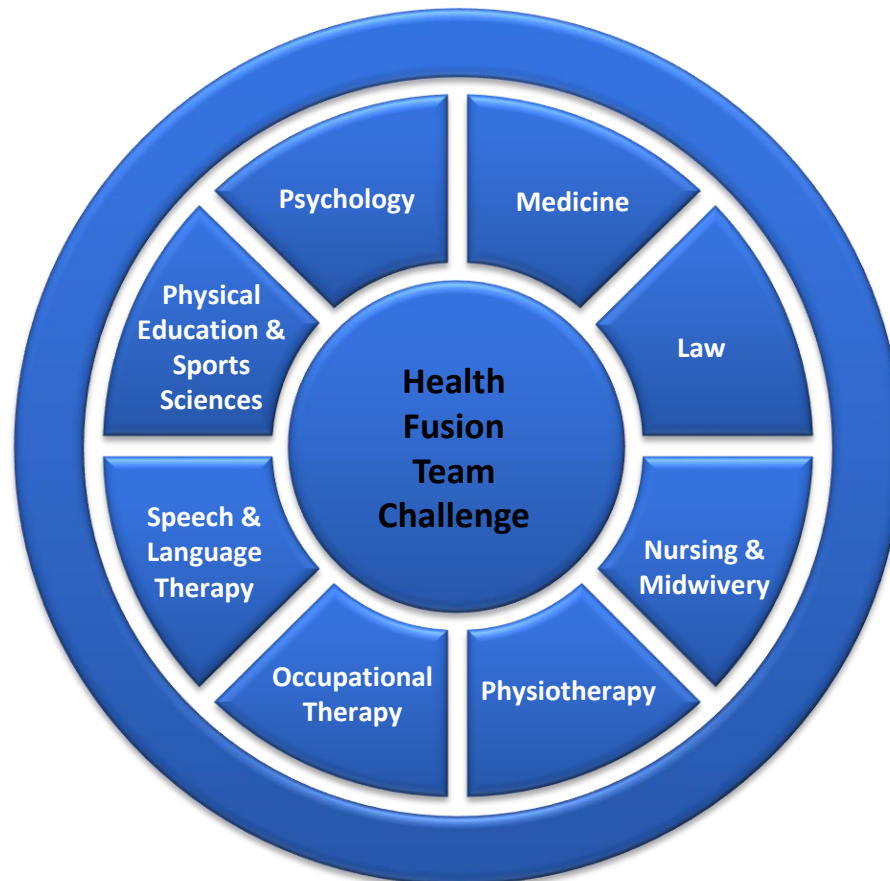 Psychology
Medicine
Law
Nursing &
Midwivery
Physiotherapy
Occupational
Therapy
Speech &
Language
Therapy
Physical
Education &
Sports
Sciences
Health
Fusion
Team
Challenge